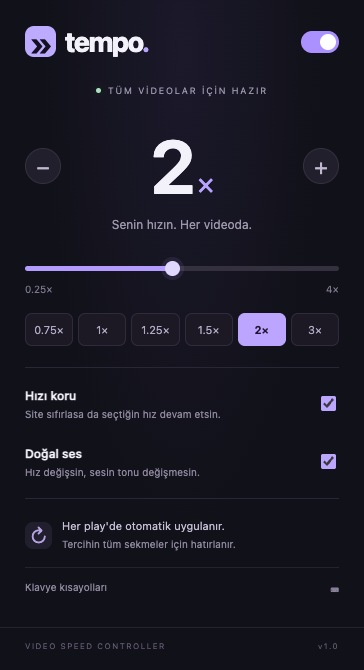 tempo.
TÜM VİDEOLAR İÇİN HAZIR
−
2×
+
Senin hızın. Her videoda.
0.25×
4×
0.75×
1×
1.25×
1.5×
2×
3×
Hızı koru
Site sıfırlasa da seçtiğin hız devam etsin.
Doğal ses
Hız değişsin, sesin tonu değişmesin.
Her play'de otomatik uygulanır.
Tercihin tüm sekmeler için hatırlanır.
Klavye kısayolları
VIDEO SPEED CONTROLLER
v1.0